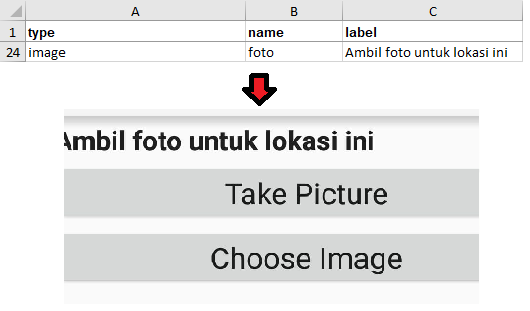 A B C
1 type name label
24 image foto Ambil foto untuk lokasi ini
Ambil foto untuk lokasi ini
Take Picture
Choose Image